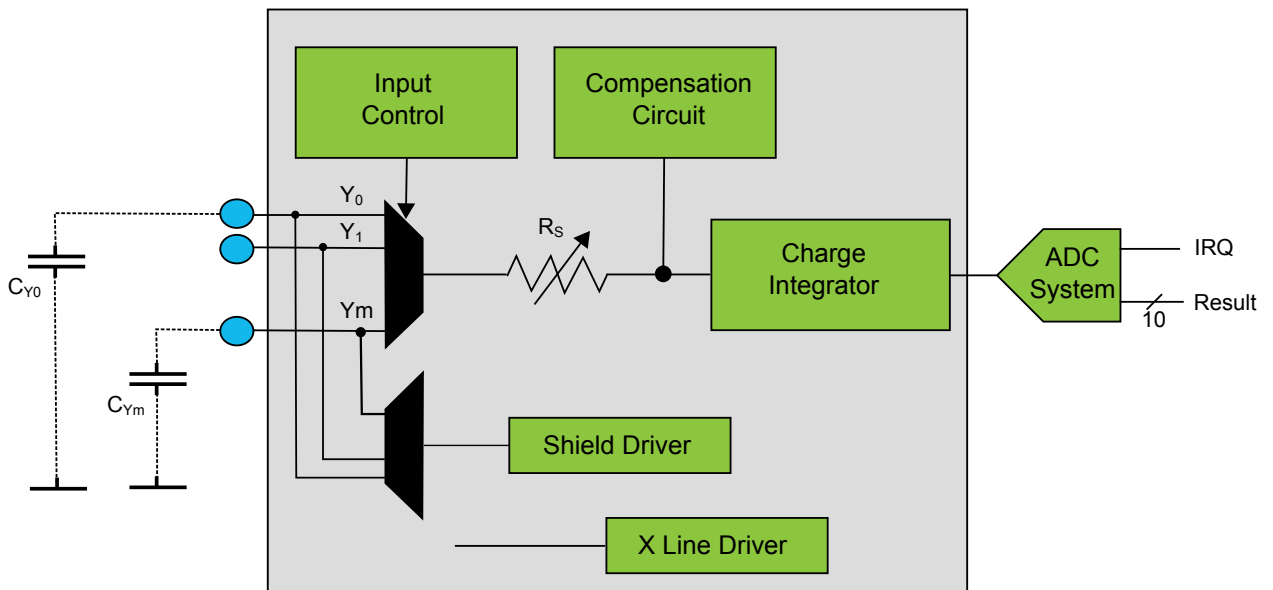 Input
Control
Compensation
Circuit
Y0
Y1
Ym
RS
Charge
Integrator
ADC
System
IRQ
Result
10
CY0
CYm
Shield Driver
X Line Driver